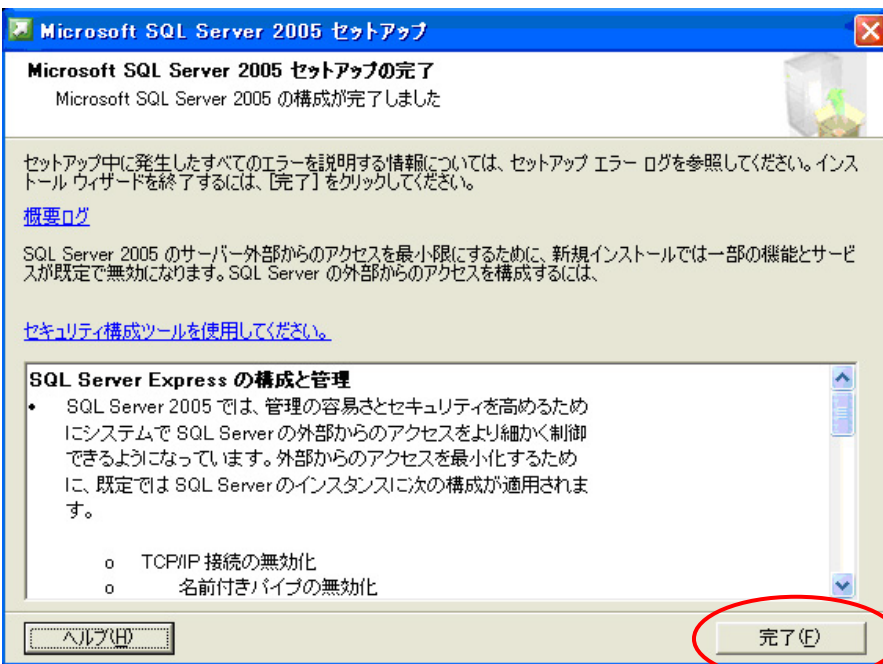 Microsoft SQL Server 2005 セットアップ
Microsoft SQL Server 2005 セットアップの完了
Microsoft SQL Server 2005 の構成が完了しました
セットアップ中に発生したすべてのエラーを説明する情報については、セットアップ エラー ログを参照してください。インス
トール ウィザードを終了するには、[完了] をクリックしてください。
概要ログ
SQL Server 2005 のサーバー外部からのアクセスを最小限にするために、新規インストールでは一部の機能とサービ
スが既定で無効になります。SQL Server の外部からのアクセスを構成するには、
セキュリティ構成ツールを使用してください。
SQL Server Express の構成と管理
• SQL Server 2005 では、管理の容易さとセキュリティを高めるため
にシステムで SQL Server の外部からのアクセスをより細かく制御
できるようになっています。外部からのアクセスを最小化するため
に、既定では SQL Server のインスタンスに次の構成が適用されま
す。
o TCP/IP 接続の無効化
o 名前付きパイプの無効化
ヘルプ(H) 完了(F)